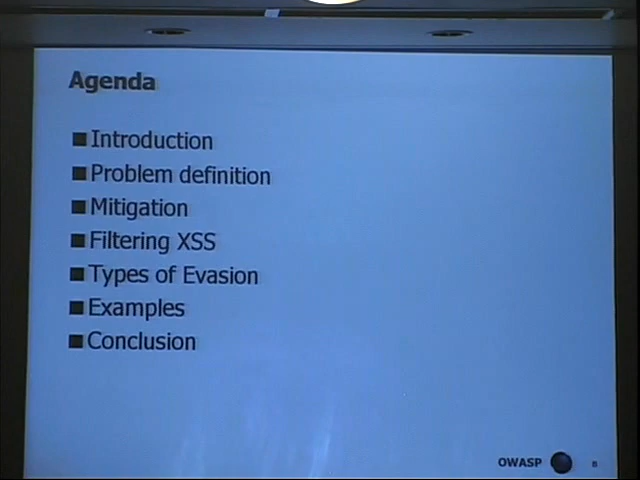 Agenda
Introduction
Problem definition
Mitigation
Filtering XSS
Types of Evasion
Examples
Conclusion
OWASP